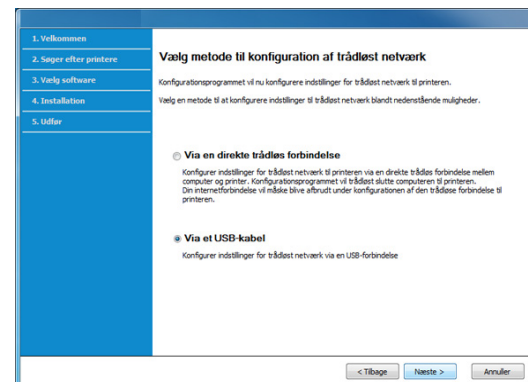 1. Velkommen
2. Søger efter printere
3. Vælg software
4. Installation
5. Udfør
Vælg metode til konfiguration af trådløst netværk
Konfigurationsprogrammet vil nu konfigurere indstillinger for trådløst netværk til printeren.
Vælg en metode til at konfigurere indstillinger til trådløst netværk blandt nedenstående muligheder.
Via en direkte trådløs forbindelse
Konfigurer indstillinger for trådløst netværk til printeren via en direkte trådløs forbindelse mellem
computer og printer. Konfigurationsprogrammet vil trådløst slutte computeren til printeren.
Din internetforbindelse vil måske blive afbrudt under konfigurationen af den trådløse forbindelse til
printeren.
Via et USB-kabel
Konfigurer indstillinger for trådløst netværk via en USB-forbindelse
< Tilbage
Næste >
Annuller